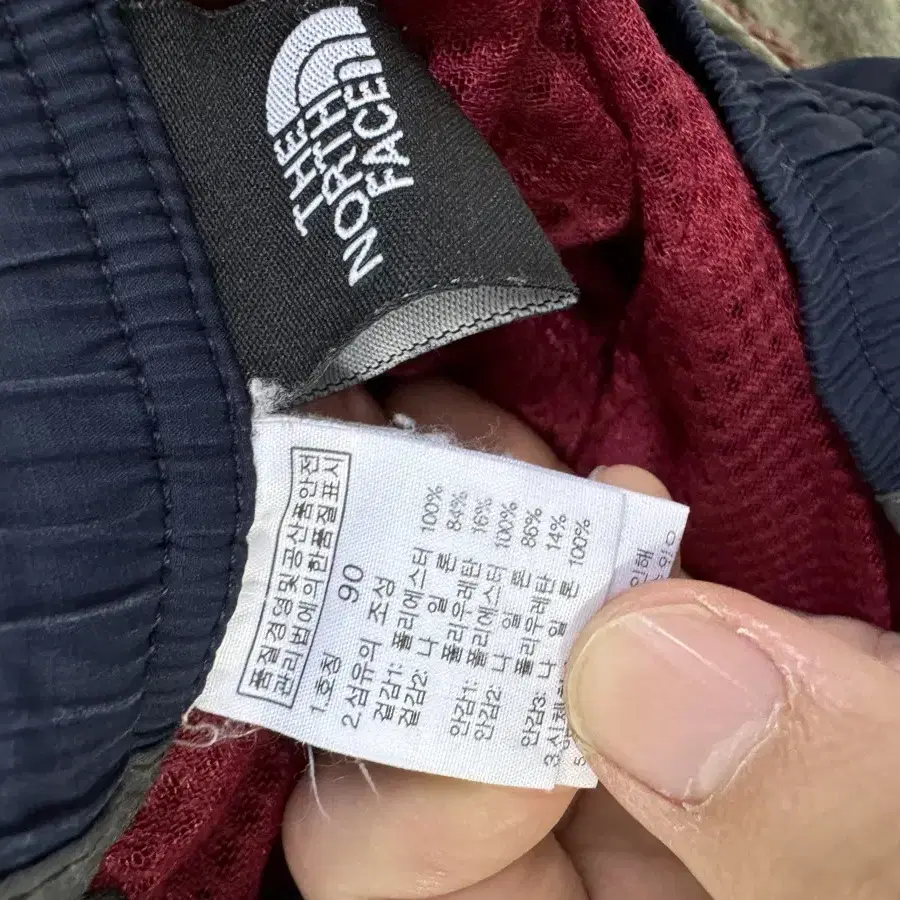 THE
NORTH
FACE
품질경영및공산품안전
관리법에의한품질표시
1.호칭 90
2.섬유의 조성
겉감1: 폴리에스터 100%
겉감2: 나 일 론 84%
폴리우레탄 16%
안감1: 폴리에스터 100%
안감2: 나 일 론 86%
폴리우레탄 14%
안감3: 나 일 론 100%